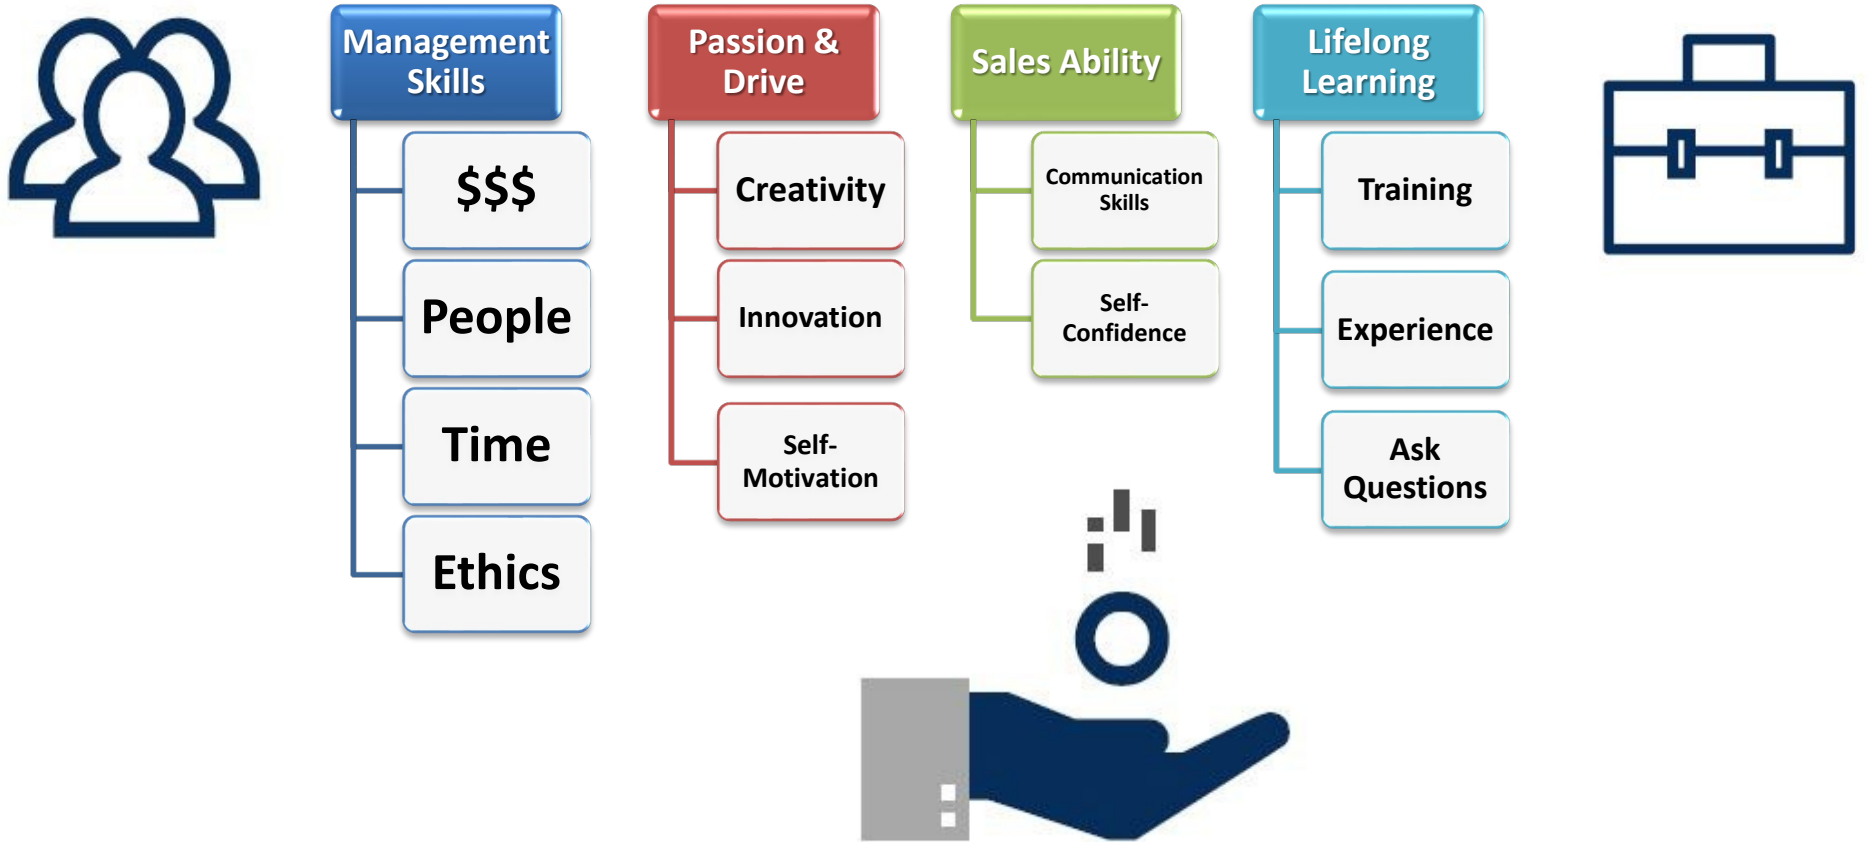 Management
Skills
$$$
People
Time
Ethics
Passion &
Drive
Creativity
Innovation
Self-
Motivation
Sales Ability
Communication
Skills
Self-
Confidence
Lifelong
Learning
Training
Experience
Ask
Questions